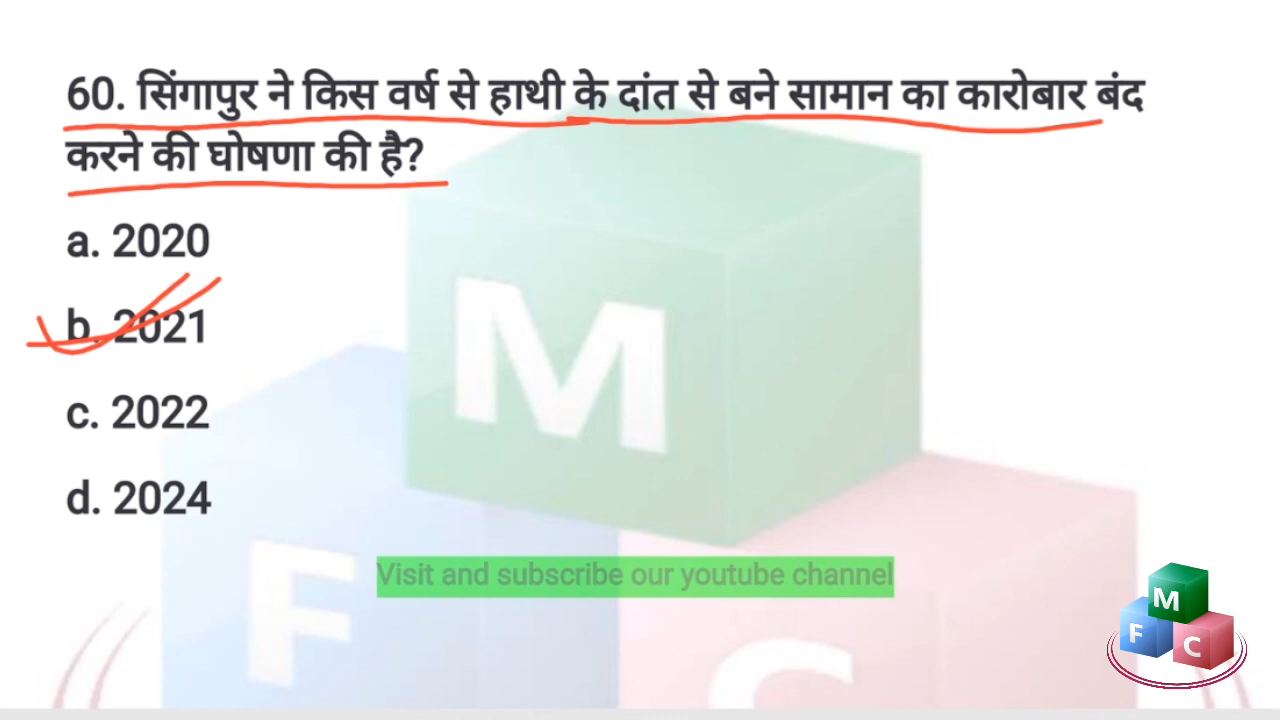 60. सिंगापुर ने किस वर्ष से हाथी के दांत से बने सामान का कारोबार बंद
करने की घोषणा की है?
a. 2020
b. 2021
c. 2022
d. 2024
M
F
C
Visit and subscribe our youtube channel
M
F
C